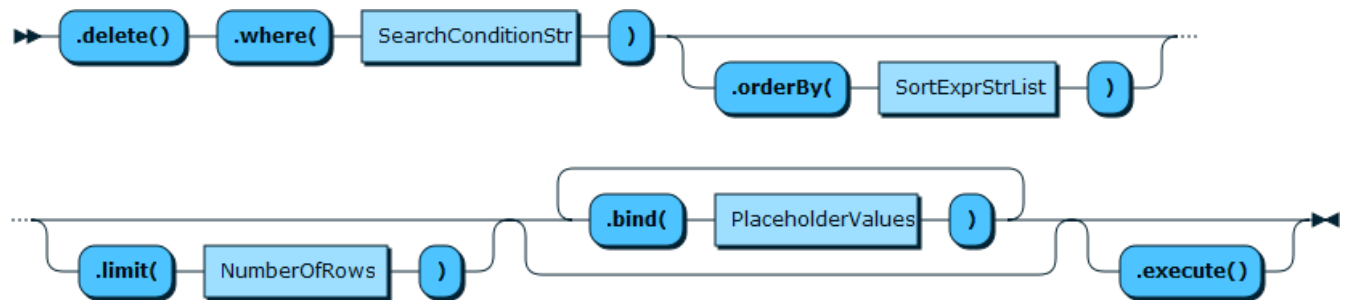 .delete() .where( SearchConditionStr )
.orderBy( SortExprStrList )
.bind( PlaceholderValues )
.limit( NumberOfRows ) .execute()